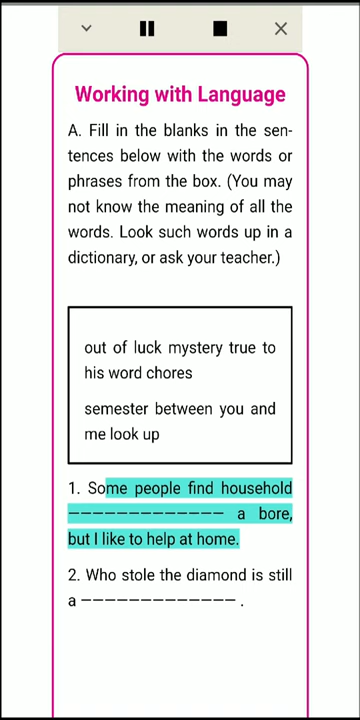 Working with Language
A. Fill in the blanks in the sen-
tences below with the words or
phrases from the box. (You may
not know the meaning of all the
words. Look such words up in a
dictionary, or ask your teacher.)
out of luck mystery true to
his word chores
semester between you and
me look up
1. Some people find household
————————————— a bore,
but I like to help at home.
2. Who stole the diamond is still
a ————————————— .